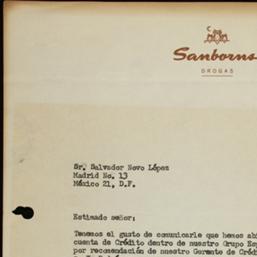 Sanborns
DROGAS
Sr. Salvador Novo López
Madrid No. 13
México 21, D.F.
Estimado señor:
Tenemos el gusto de comunicarle que hemos
cuenta de Crédito dentro de nuestro Grupo
por recomendación de nuestro Gerente de